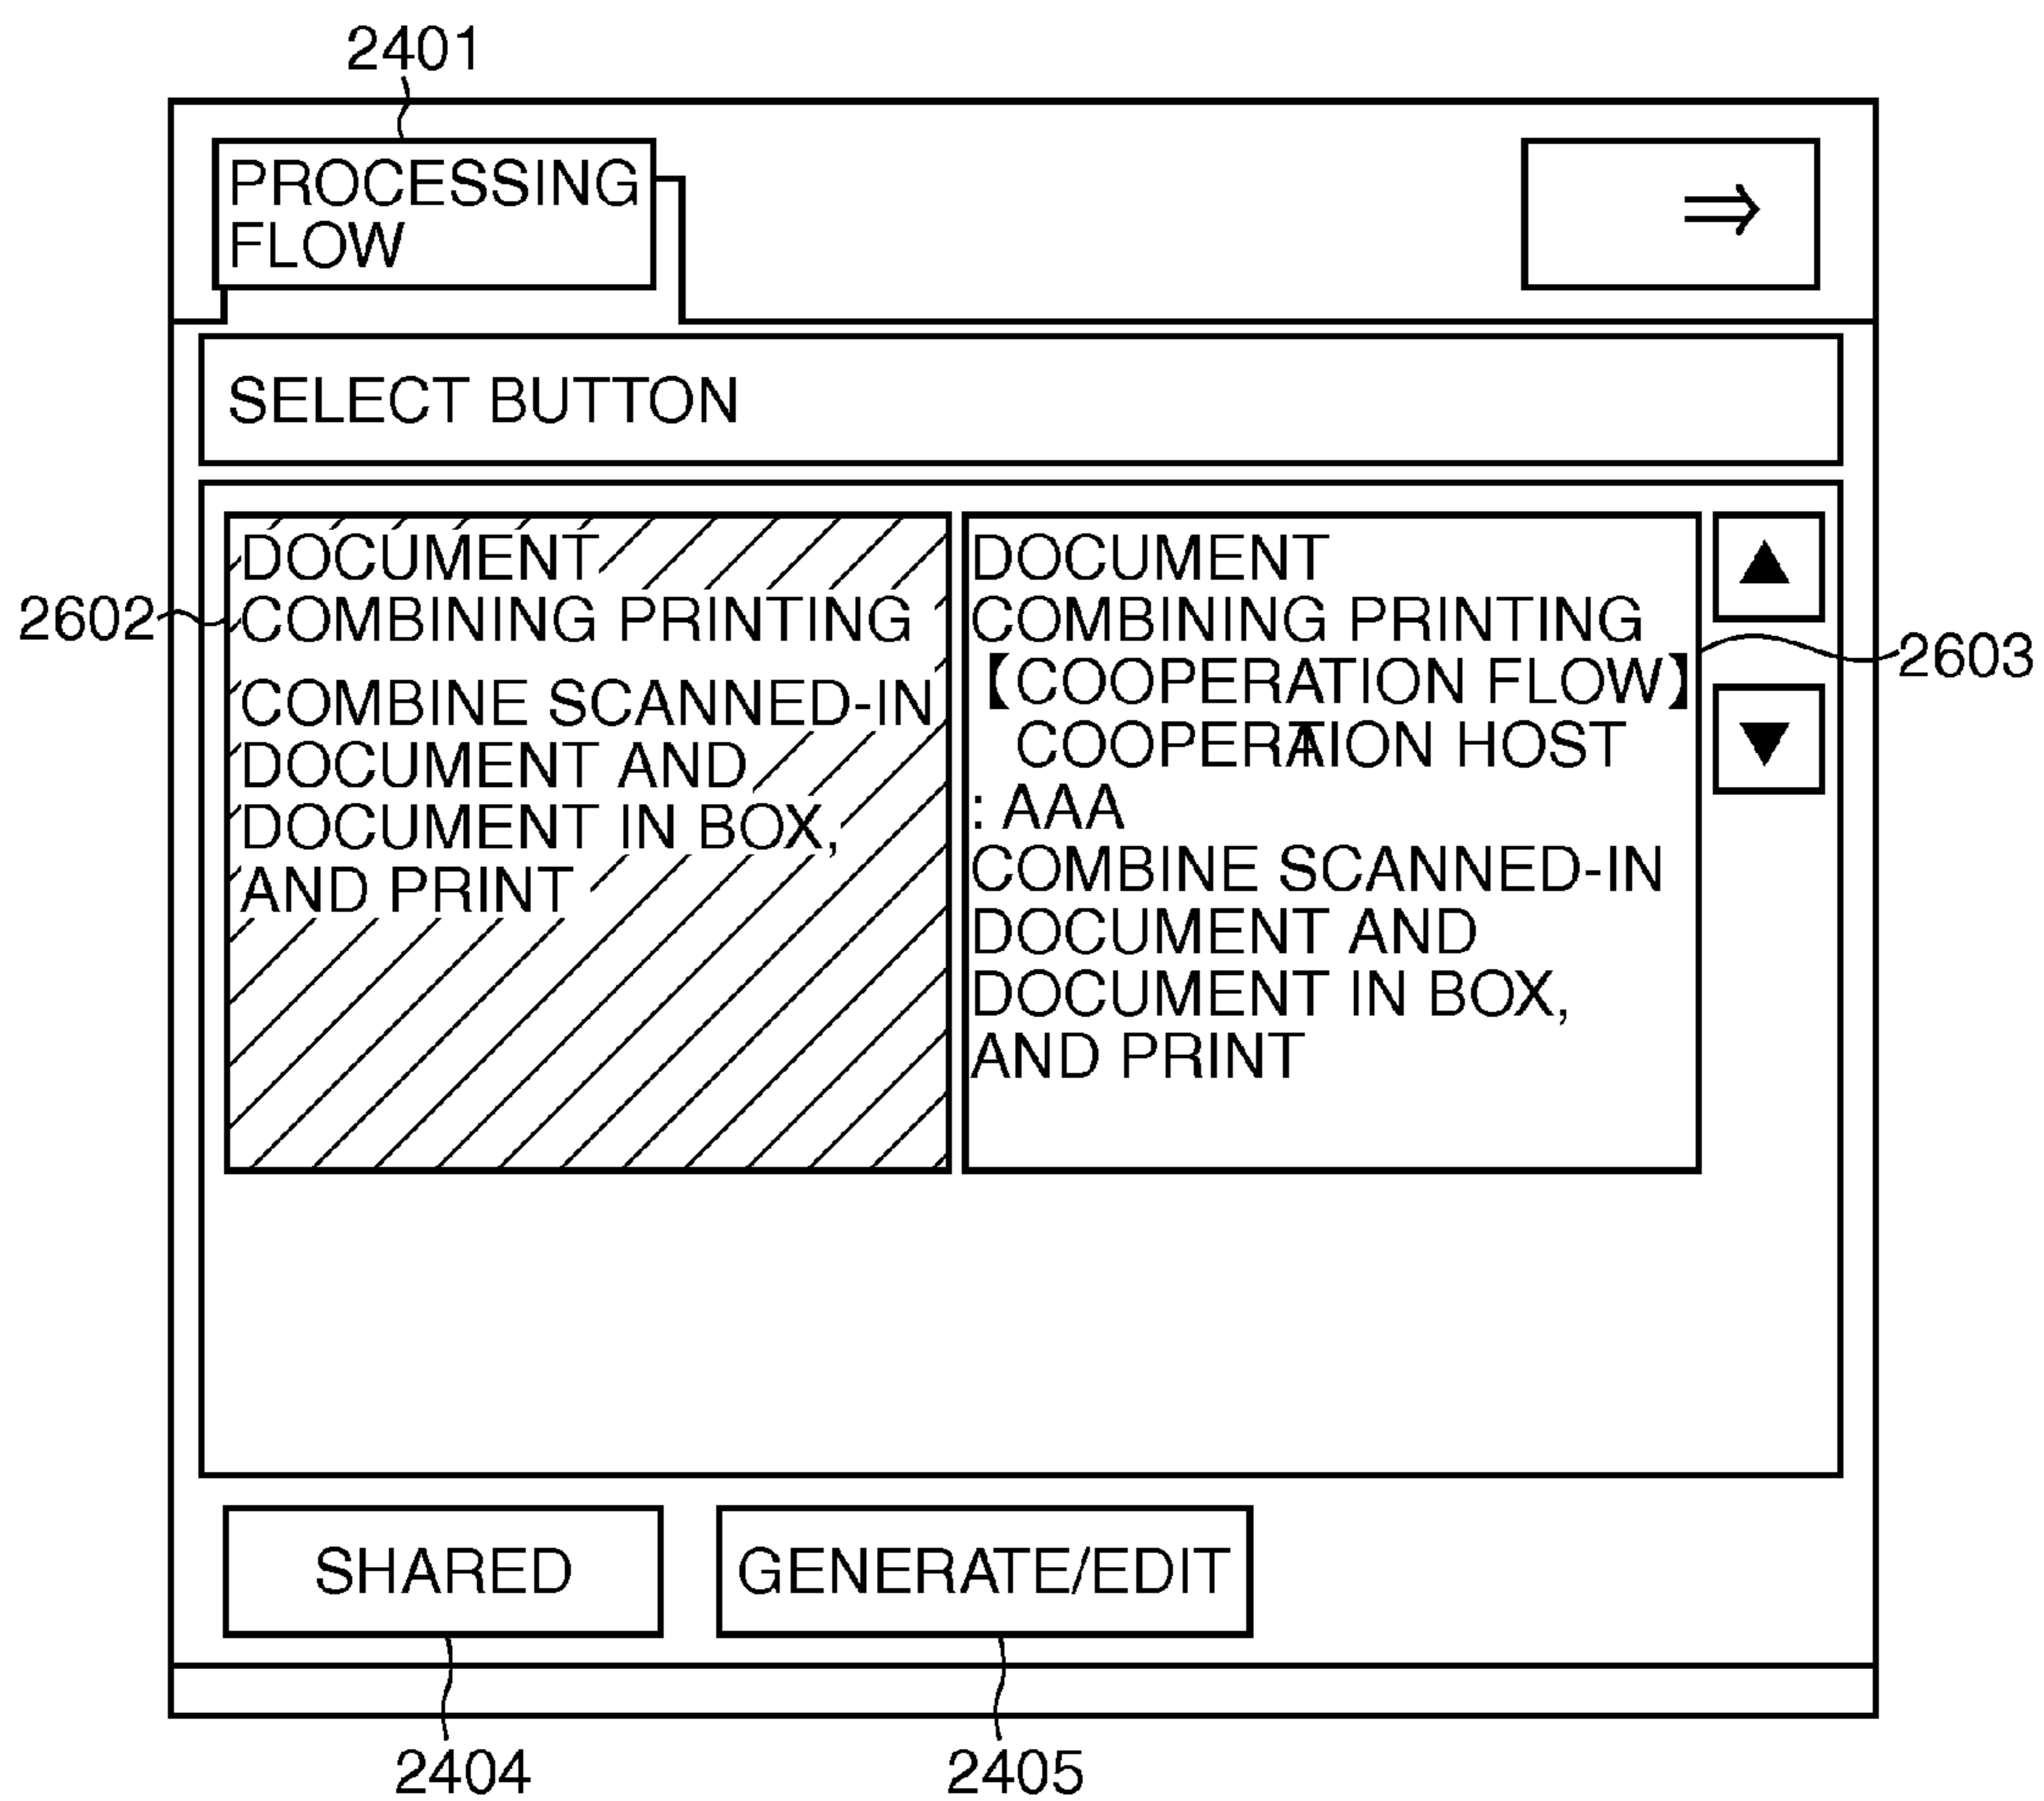 2401
PROCESSING
FLOW
⇒
SELECT BUTTON
DOCUMENT
COMBINING PRINTING
COMBINE SCANNED-IN
DOCUMENT AND
DOCUMENT IN BOX,
AND PRINT
2602
DOCUMENT
COMBINING PRINTING
【COOPERATION FLOW】
COOPERATION HOST
: AAA
COMBINE SCANNED-IN
DOCUMENT AND
DOCUMENT IN BOX,
AND PRINT
▲
▼
2603
SHARED
GENERATE/EDIT
2404
2405